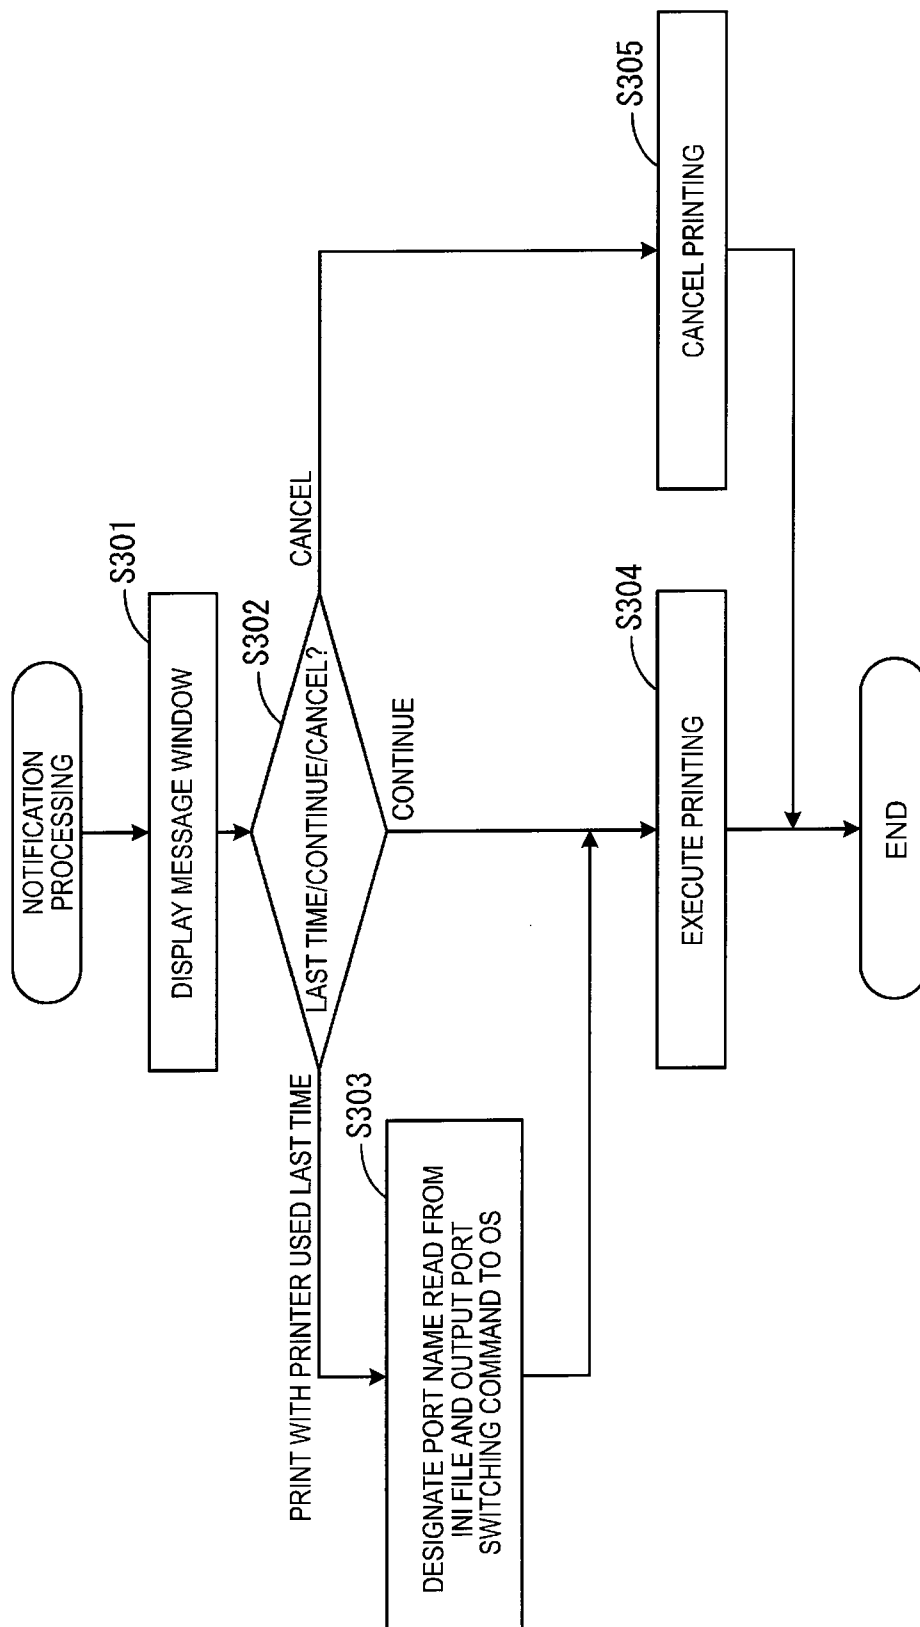 NOTIFICATION
PROCESSING
S301
DISPLAY MESSAGE WINDOW
S302
LAST TIME/CONTINUE/CANCEL?
CANCEL
PRINT WITH PRINTER USED LAST TIME
CONTINUE
S303
DESIGNATE PORT NAME READ FROM
INI FILE AND OUTPUT PORT
SWITCHING COMMAND TO OS
S304
EXECUTE PRINTING
S305
CANCEL PRINTING
END